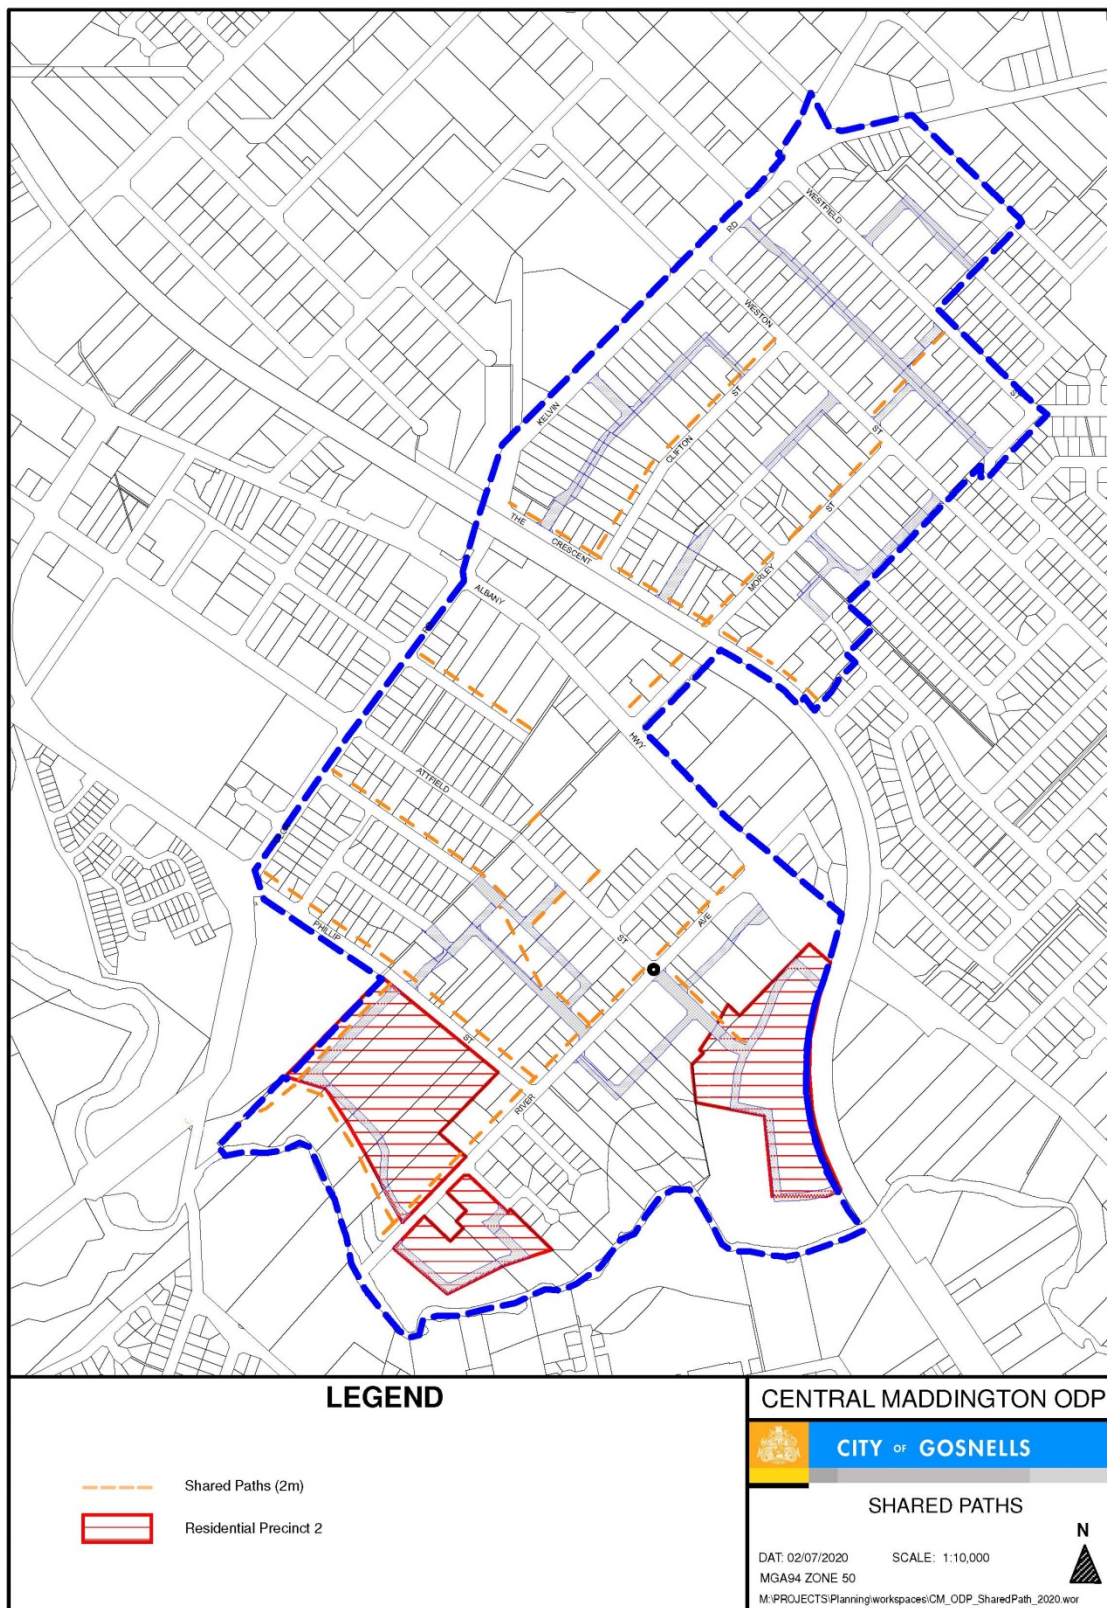 WESTFIELD
RD
WESTON
ST
KELVIN
ST
CLIFTON
ST
THE
CRESCENT
ST
MORLEY
ALBANY
HWY
ATTFIELD
AVE
ST
PHILLIP
ST
RIVER
LEGEND
Shared Paths (2m)
Residential Precinct 2
CENTRAL MADDINGTON ODP
CITY OF GOSNELLS
SHARED PATHS
N
DAT: 02/07/2020 SCALE: 1:10,000
MGA94 ZONE 50
M:\PROJECTS\Planning\workspaces\CM_ODP_SharedPath_2020.wor